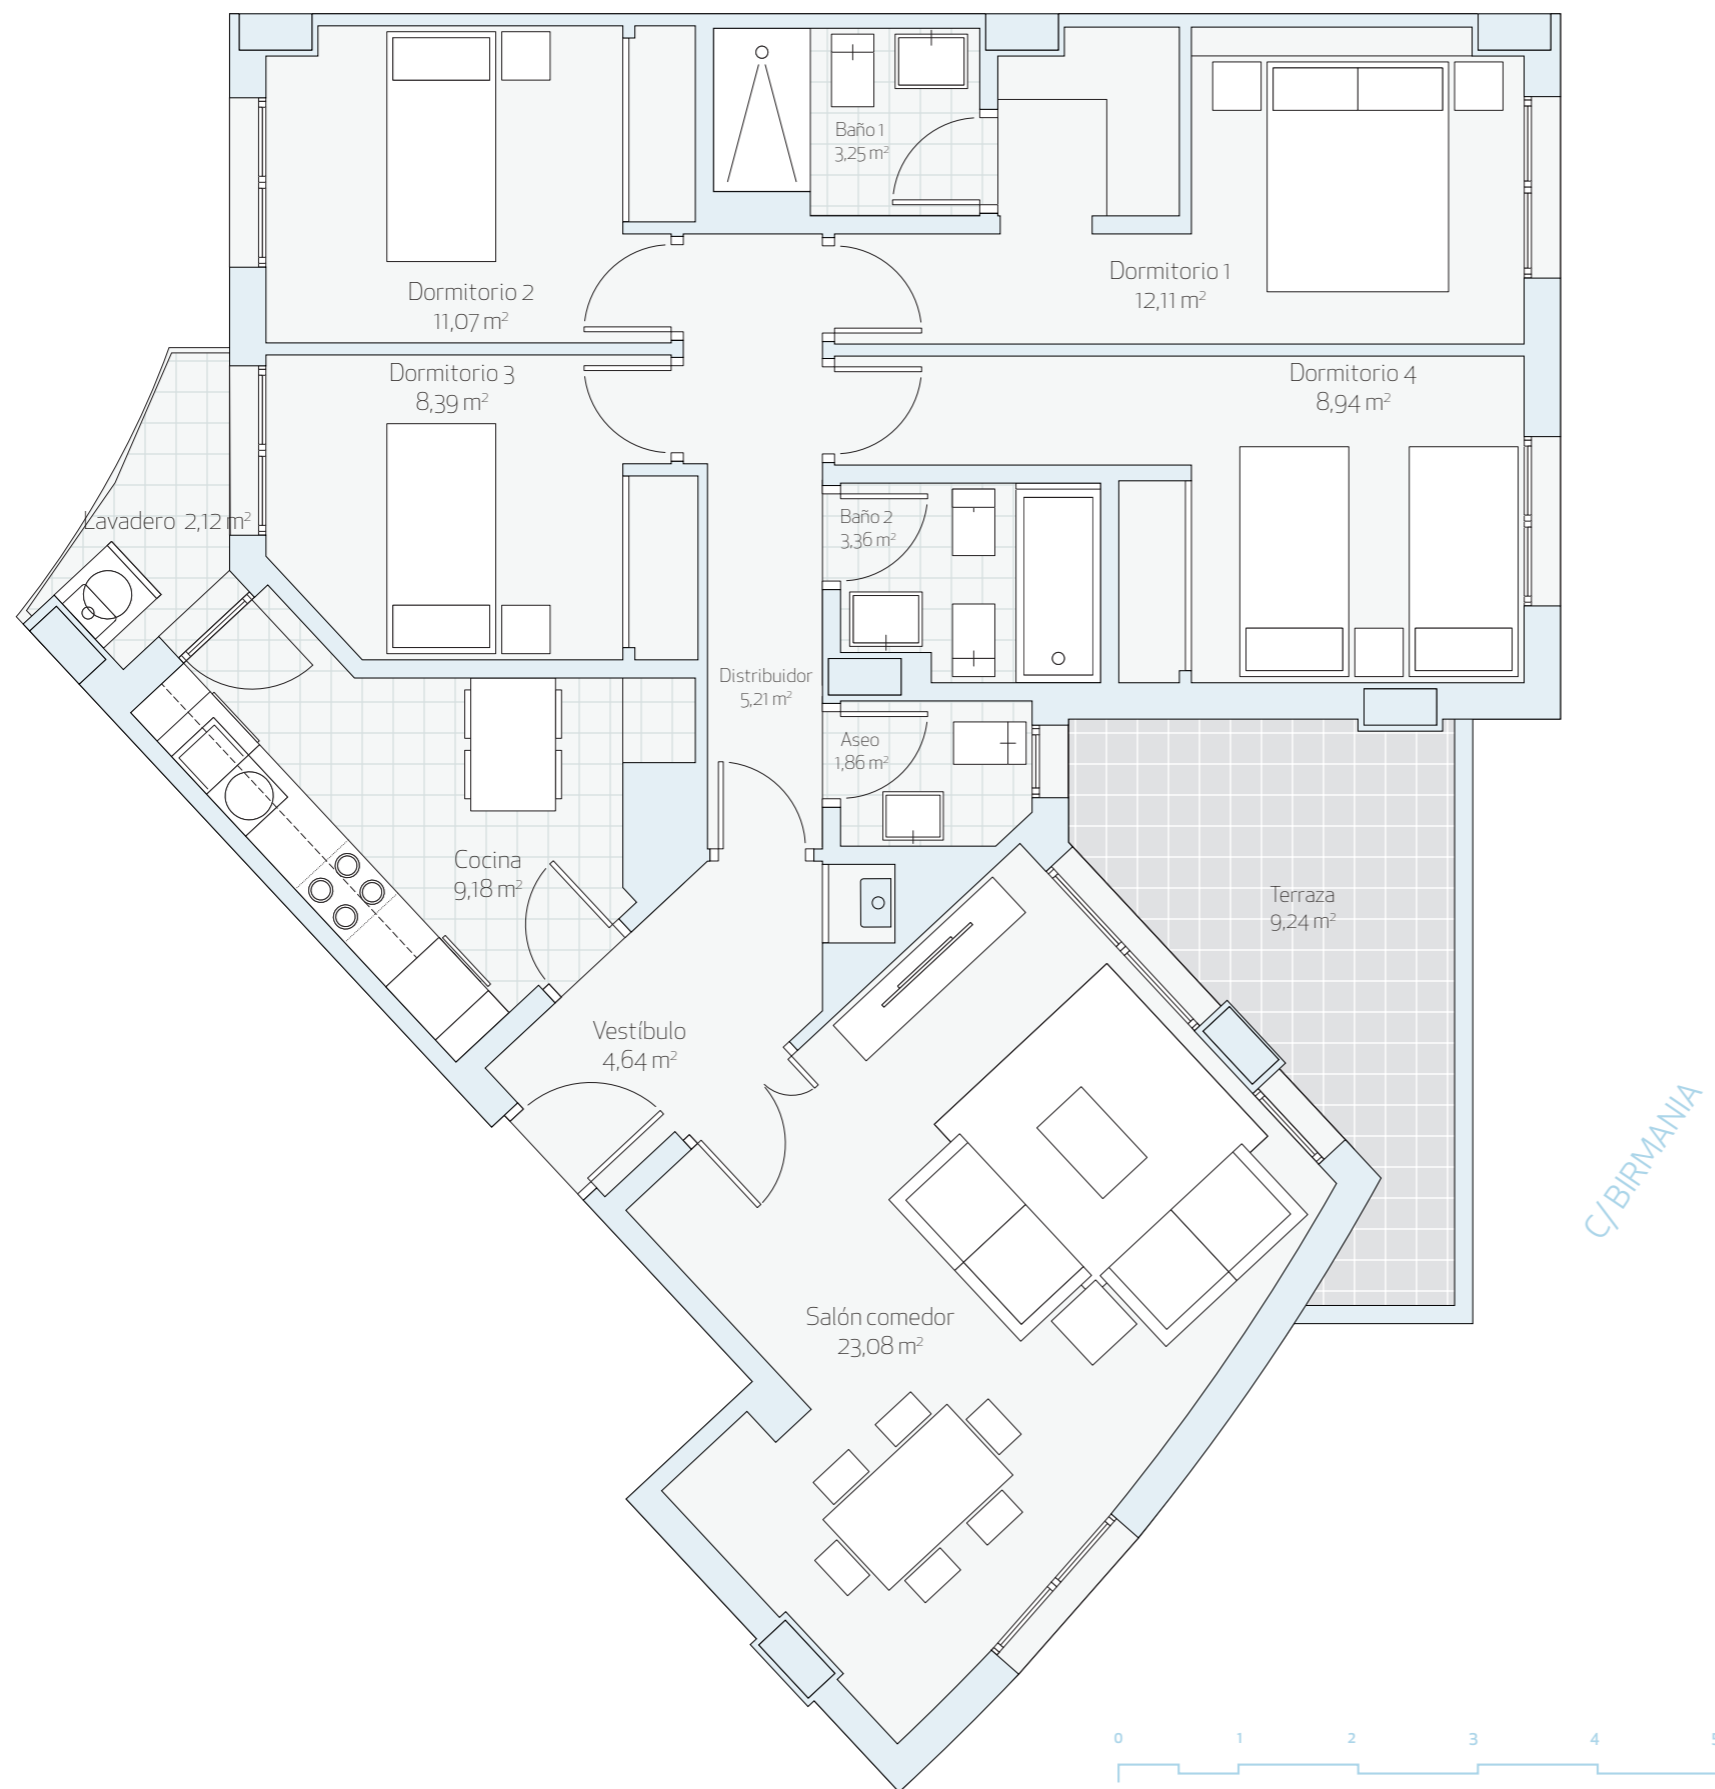 Baño 1
3,25 m²
Dormitorio 1
12,11 m²
Dormitorio 2
11,07 m²
Dormitorio 3
8,39 m²
Dormitorio 4
8,94 m²
Lavadero 2,12 m²
Baño 2
3,36 m²
Distribuidor
5,21 m²
Aseo
1,86 m²
Cocina
9,18 m²
Terraza
9,24 m²
Vestíbulo
4,64 m²
C/BIRMANIA
Salón comedor
23,08 m²
0 1 2 3 4 5